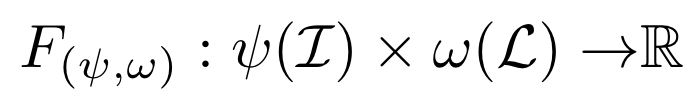 F_{(ψ,ω)} : ψ(ℐ) × ω(ℒ) →ℝ